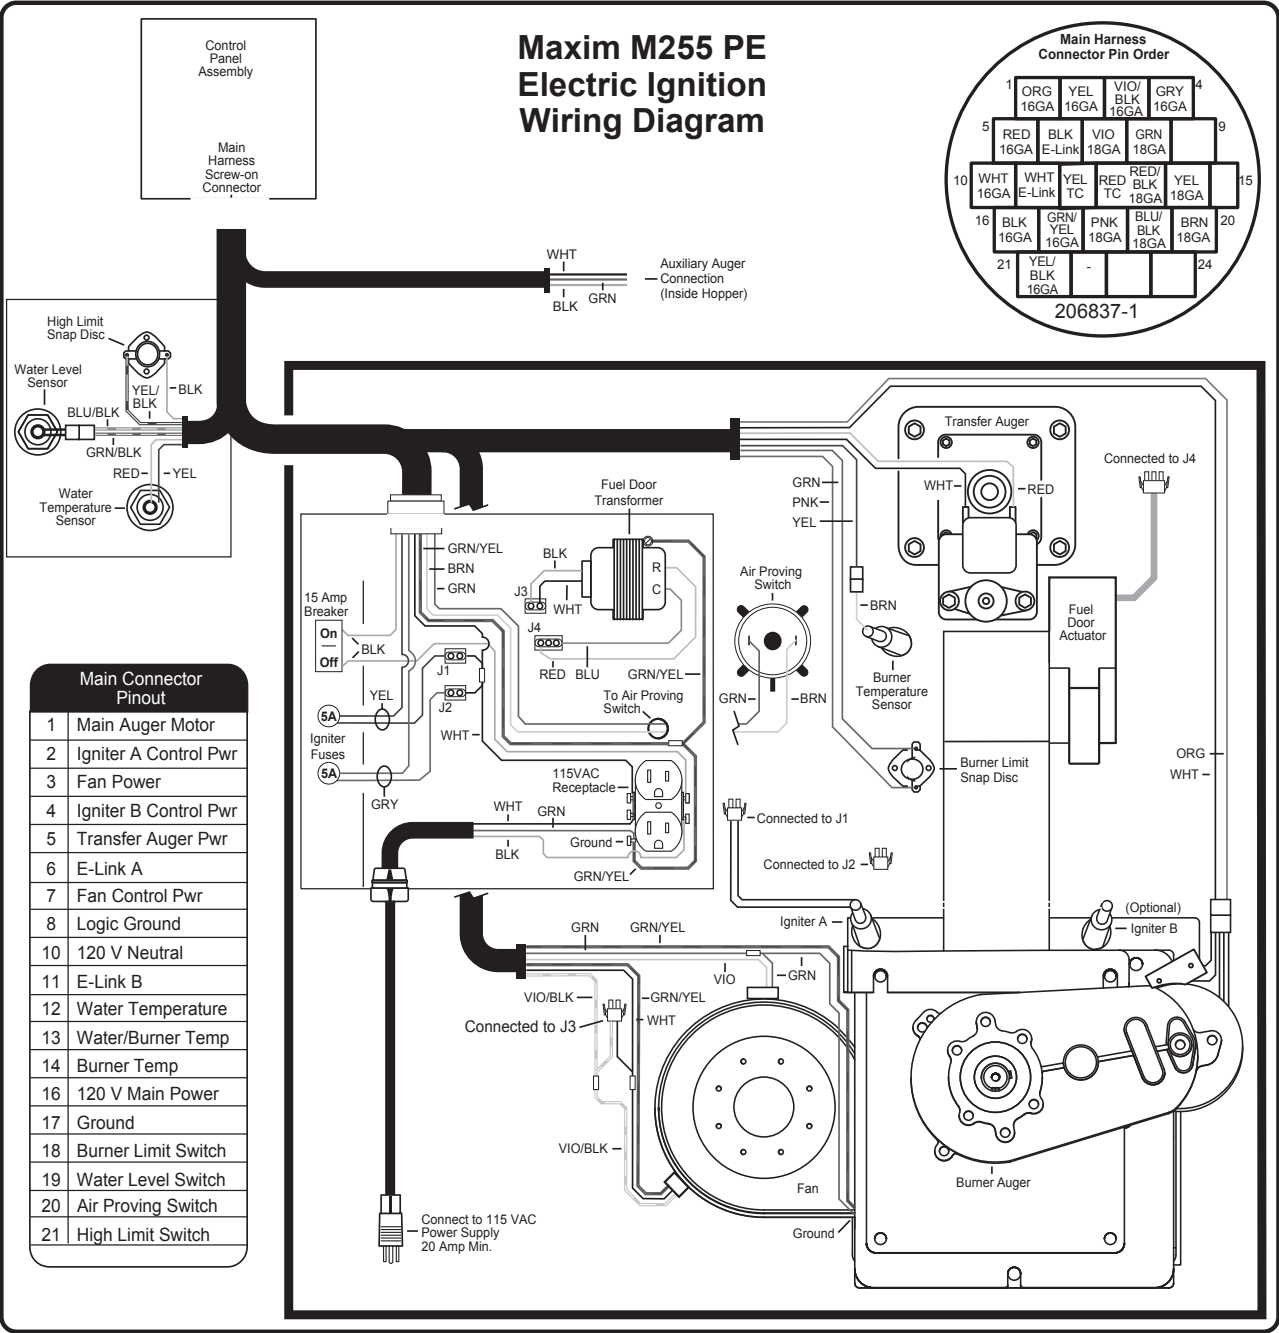 Maxim M255 PE
Electric Ignition
Wiring Diagram
Control
Panel
Assembly
Main
Harness
Screw-on
Connector
Main Harness
Connector Pin Order
1
ORG
16GA
YEL
16GA
VIO/
BLK
16GA
GRY
16GA
4
5
RED
16GA
BLK
E-Link
VIO
18GA
GRN
18GA
9
10
WHT
16GA
WHT
E-Link
YEL
TC
RED
TC
RED/
BLK
18GA
YEL
18GA
15
16
BLK
16GA
GRN/
YEL
16GA
PNK
18GA
BLU/
BLK
18GA
BRN
18GA
20
21
YEL/
BLK
16GA
-
24
206837-1
WHT
BLK
GRN
Auxiliary Auger
Connection
(Inside Hopper)
High Limit
Snap Disc
Water Level
Sensor
YEL/
BLK
BLK
BLU/BLK
GRN/BLK
RED
YEL
Water
Temperature
Sensor
Transfer Auger
WHT
RED
Connected to J4
GRN
PNK
YEL
BRN
Burner
Temperature
Sensor
Fuel
Door
Actuator
Fuel Door
Transformer
GRN/YEL
BRN
GRN
BLK
J3
WHT
R
C
J4
RED
BLU
GRN/YEL
15 Amp
Breaker
On
Off
BLK
J1
J2
YEL
5A
Igniter
Fuses
5A
GRY
WHT
To Air Proving
Switch
Air Proving
Switch
GRN
BRN
Burner Limit
Snap Disc
ORG
WHT
115VAC
Receptacle
WHT
GRN
BLK
Ground
GRN/YEL
Connected to J1
Connected to J2
Igniter A
(Optional)
Igniter B
GRN
GRN/YEL
VIO
GRN
VIO/BLK
GRN/YEL
WHT
Connected to J3
VIO/BLK
Fan
Ground
Burner Auger
Connect to 115 VAC
Power Supply
20 Amp Min.
Main Connector
Pinout
1 Main Auger Motor
2 Igniter A Control Pwr
3 Fan Power
4 Igniter B Control Pwr
5 Transfer Auger Pwr
6 E-Link A
7 Fan Control Pwr
8 Logic Ground
10 120 V Neutral
11 E-Link B
12 Water Temperature
13 Water/Burner Temp
14 Burner Temp
16 120 V Main Power
17 Ground
18 Burner Limit Switch
19 Water Level Switch
20 Air Proving Switch
21 High Limit Switch